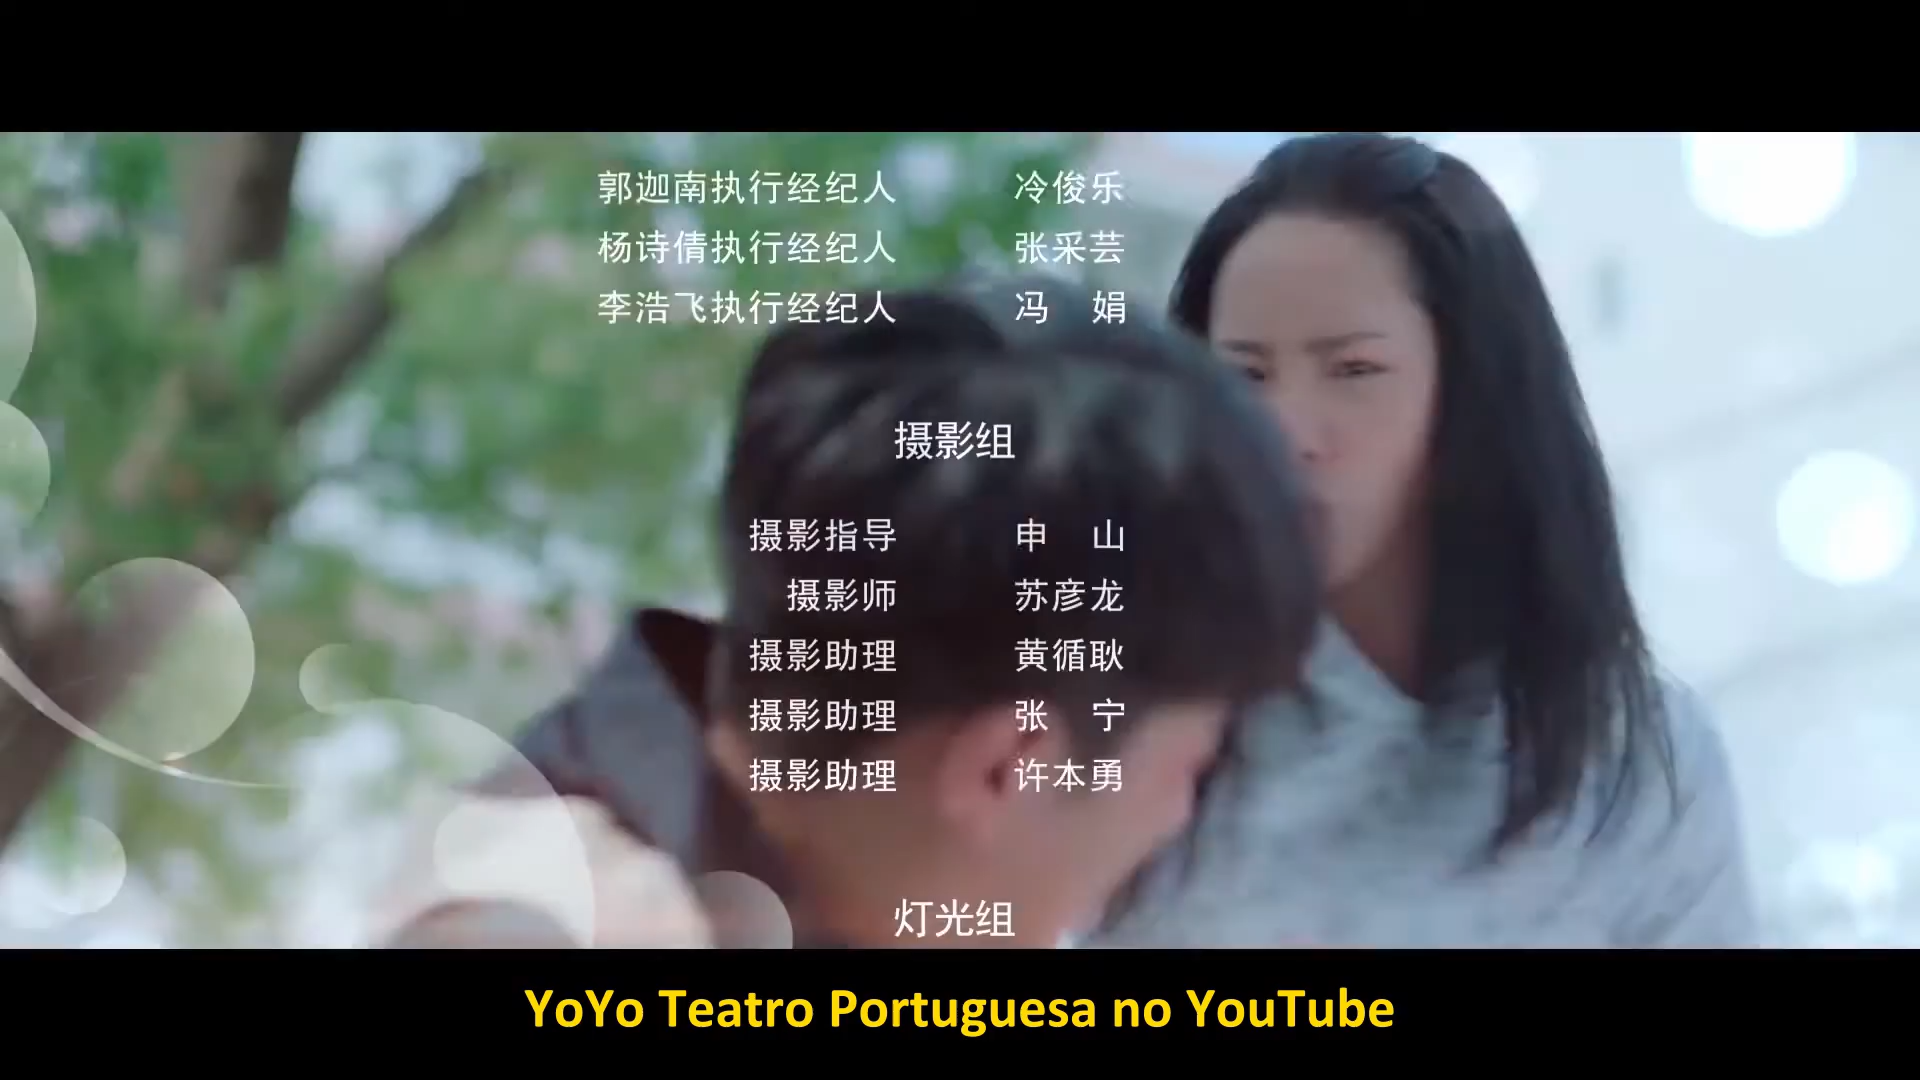 郭迦南执行经纪人 冷俊乐
杨诗倩执行经纪人 张采芸
李浩飞执行经纪人 冯 娟
摄影组
摄影指导 申 山
摄影师 苏彦龙
摄影助理 黄循耿
摄影助理 张 宁
摄影助理 许本勇
灯光组
YoYo Teatro Portuguesa no YouTube